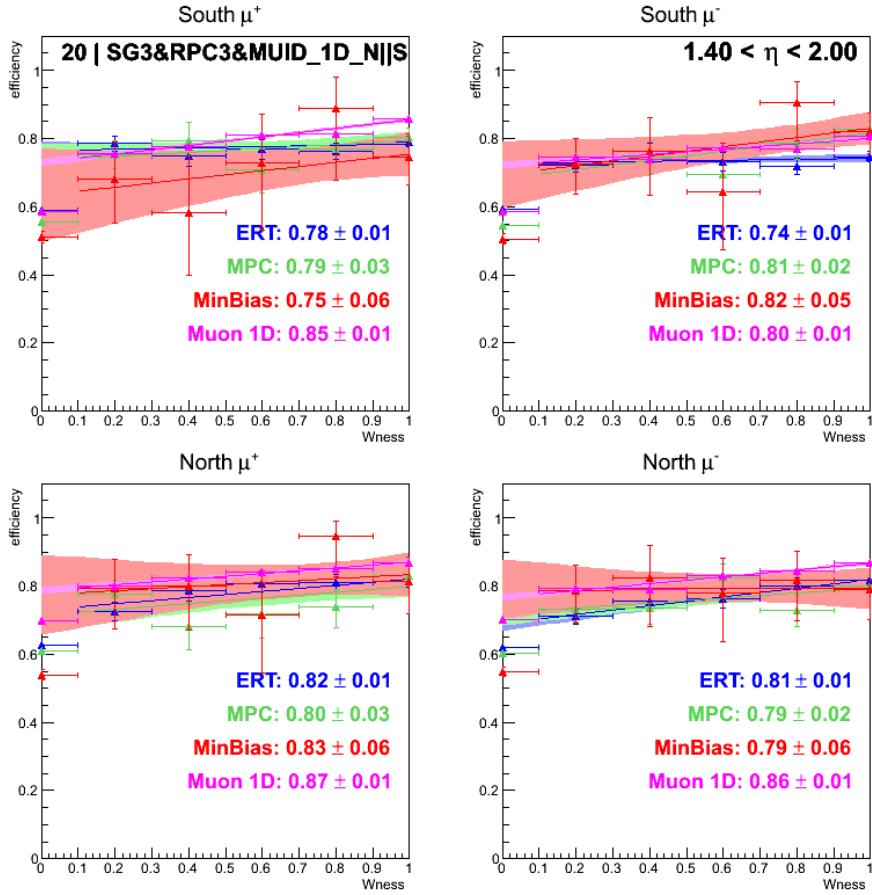 South μ+
20 | SG3&RPC3&MUID_1D_N||S
efficiency
1
0.8
0.6
0.4
0.2
0
ERT: 0.78 ± 0.01
MPC: 0.79 ± 0.03
MinBias: 0.75 ± 0.06
Muon 1D: 0.85 ± 0.01
0 0.1 0.2 0.3 0.4 0.5 0.6 0.7 0.8 0.9 1
Wness
South μ-
1.40 < η < 2.00
efficiency
1
0.8
0.6
0.4
0.2
0
ERT: 0.74 ± 0.01
MPC: 0.81 ± 0.02
MinBias: 0.82 ± 0.05
Muon 1D: 0.80 ± 0.01
0 0.1 0.2 0.3 0.4 0.5 0.6 0.7 0.8 0.9 1
Wness
North μ+
efficiency
1
0.8
0.6
0.4
0.2
0
ERT: 0.82 ± 0.01
MPC: 0.80 ± 0.03
MinBias: 0.83 ± 0.06
Muon 1D: 0.87 ± 0.01
0 0.1 0.2 0.3 0.4 0.5 0.6 0.7 0.8 0.9 1
Wness
North μ-
efficiency
1
0.8
0.6
0.4
0.2
0
ERT: 0.81 ± 0.01
MPC: 0.79 ± 0.02
MinBias: 0.79 ± 0.06
Muon 1D: 0.86 ± 0.01
0 0.1 0.2 0.3 0.4 0.5 0.6 0.7 0.8 0.9 1
Wness